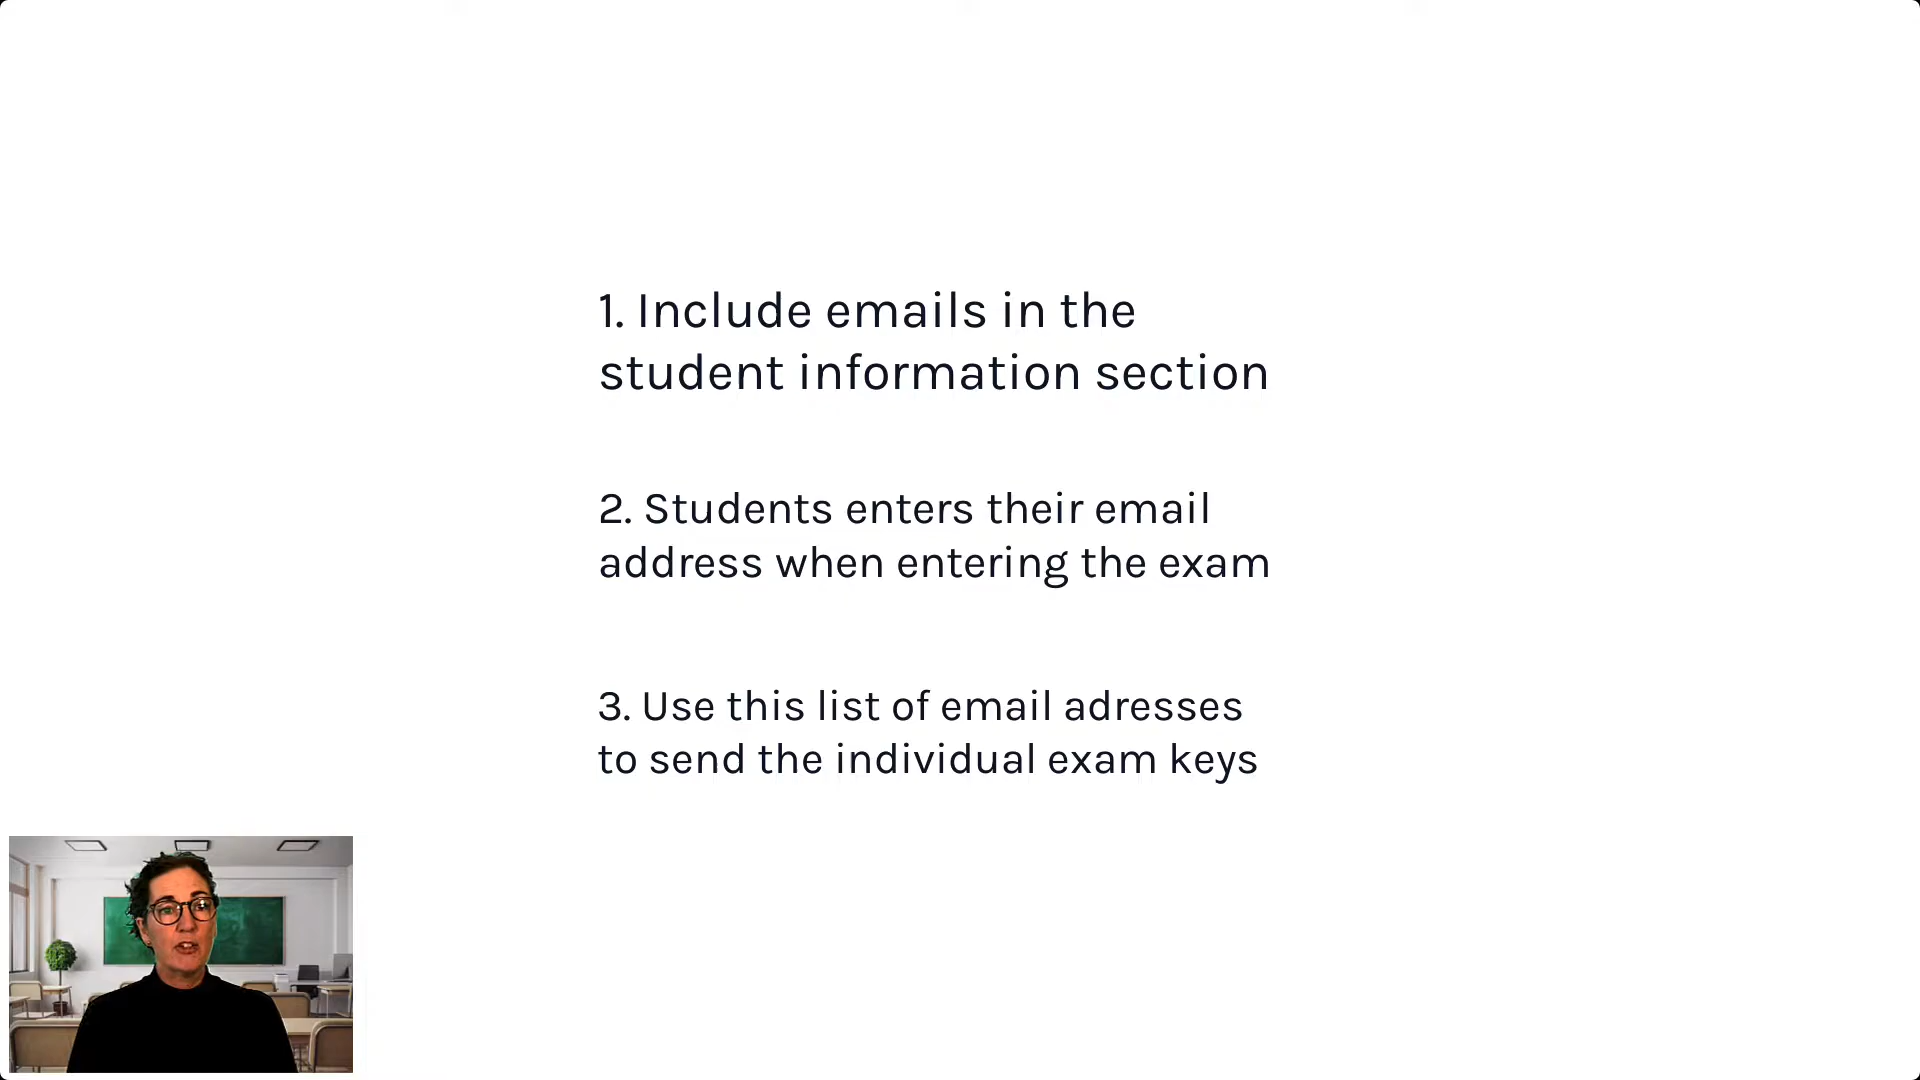 1. Include emails in the
student information section
2. Students enters their email
address when entering the exam
3. Use this list of email adresses
to send the individual exam keys